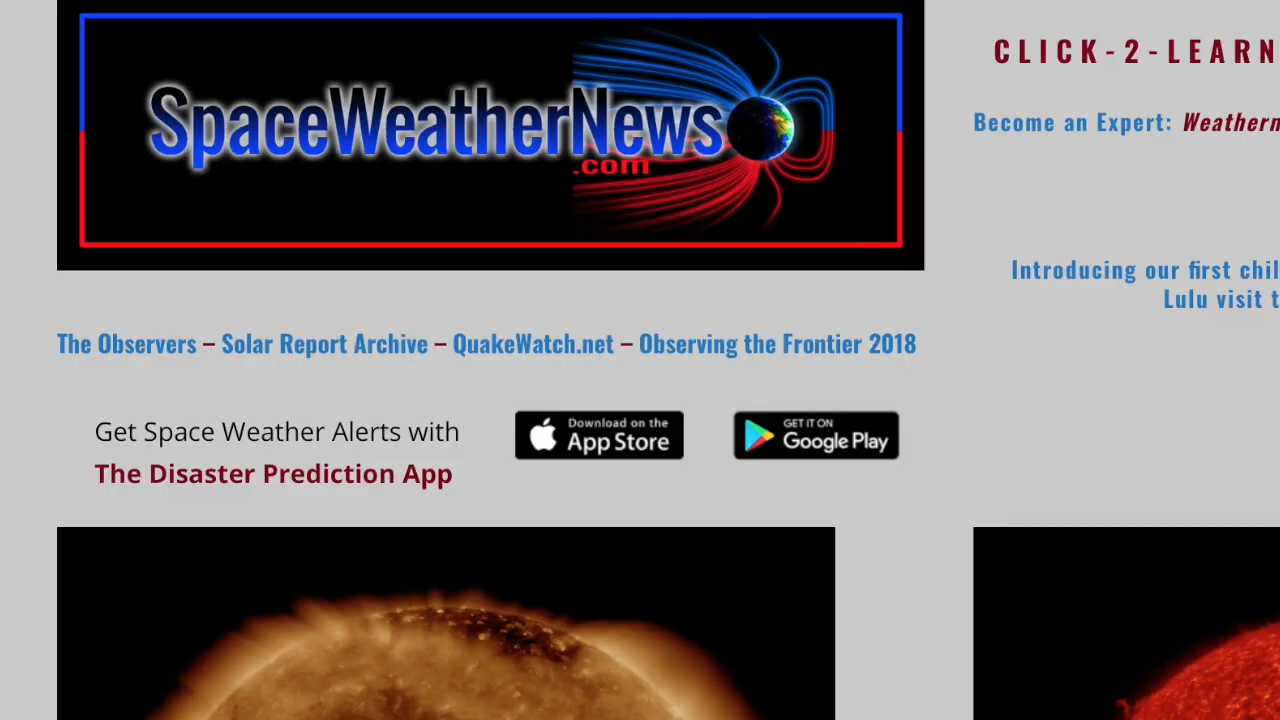 SpaceWeatherNews
.com
The Observers – Solar Report Archive – QuakeWatch.net – Observing the Frontier 2018
Get Space Weather Alerts with
The Disaster Prediction App
Download on the
App Store
GET IT ON
Google Play
CLICK-2-LEARN
Become an Expert:
Introducing our first
Lulu visit